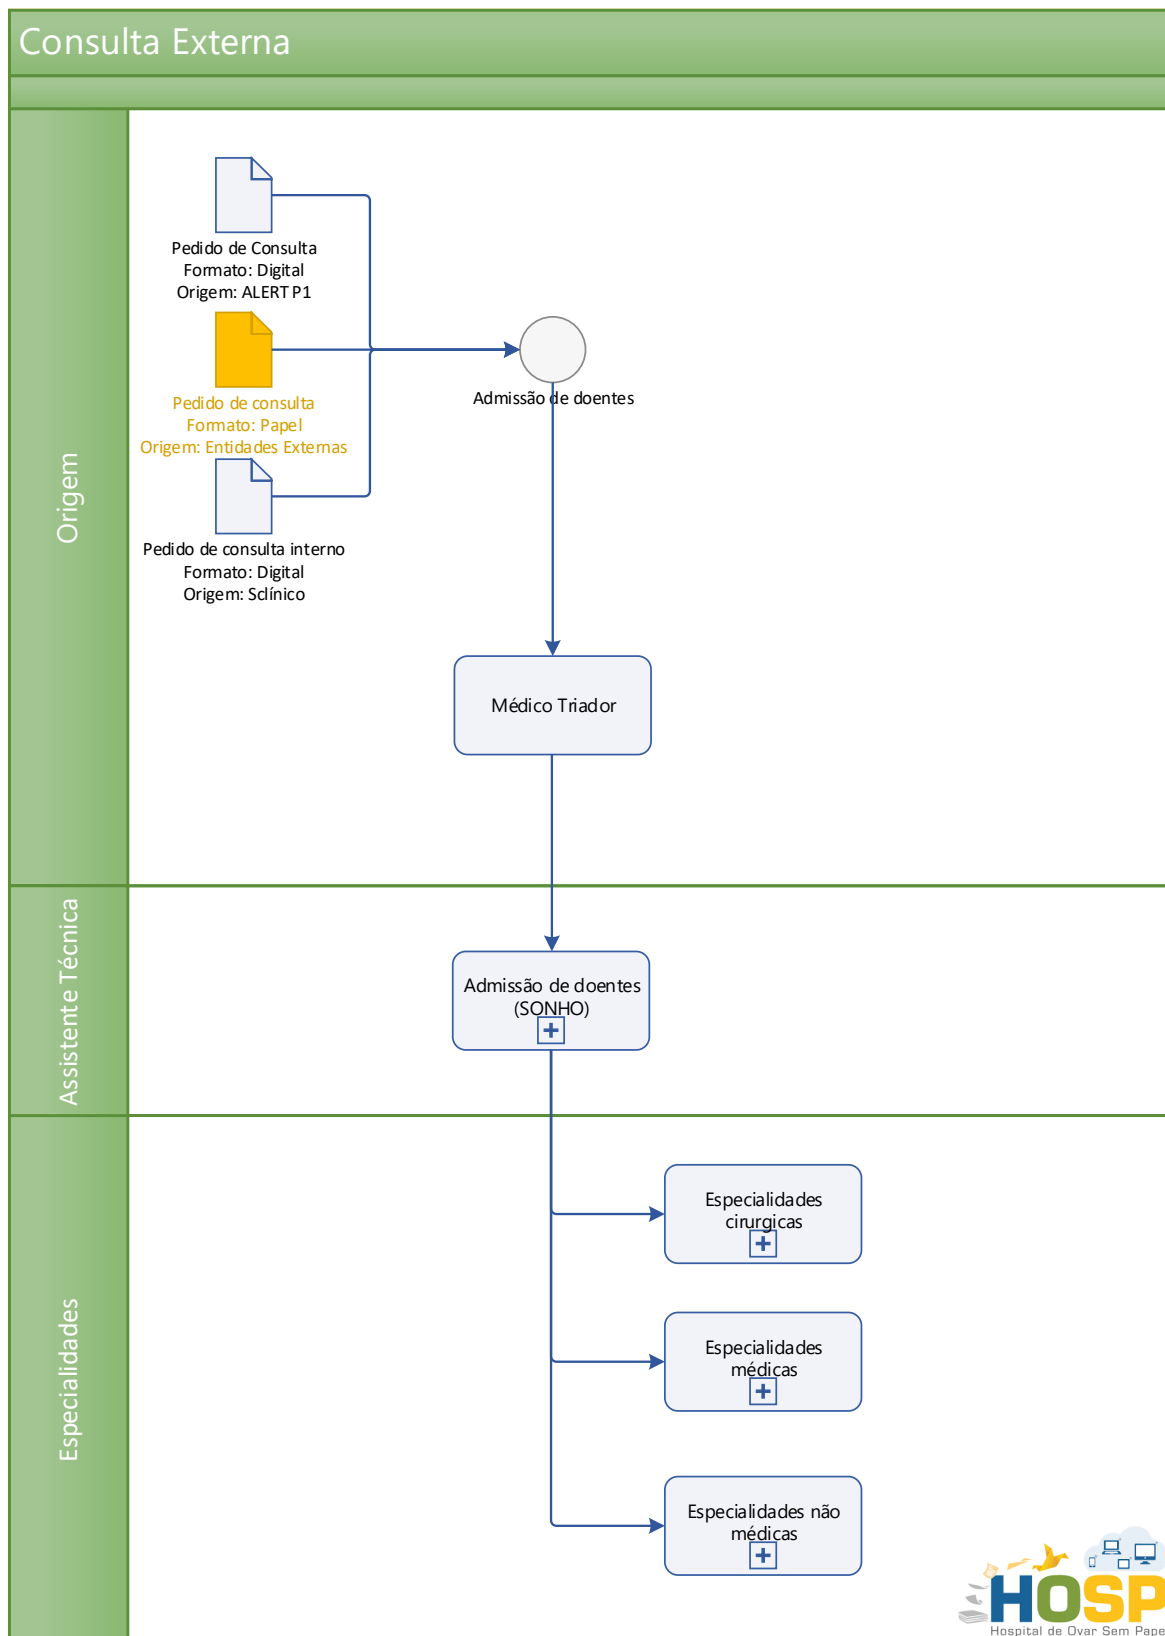 Consulta Externa
Origem
Pedido de Consulta
Formato: Digital
Origem: ALERT P1
Pedido de consulta
Formato: Papel
Origem: Entidades Externas
Pedido de consulta interno
Formato: Digital
Origem: Sclínico
Admissão de doentes
Médico Triador
Assistente Técnica
Admissão de doentes
(SONHO)
Especialidades
Especialidades
cirurgicas
Especialidades
médicas
Especialidades não
médicas
HOSP
Hospital de Ovar Sem Pape